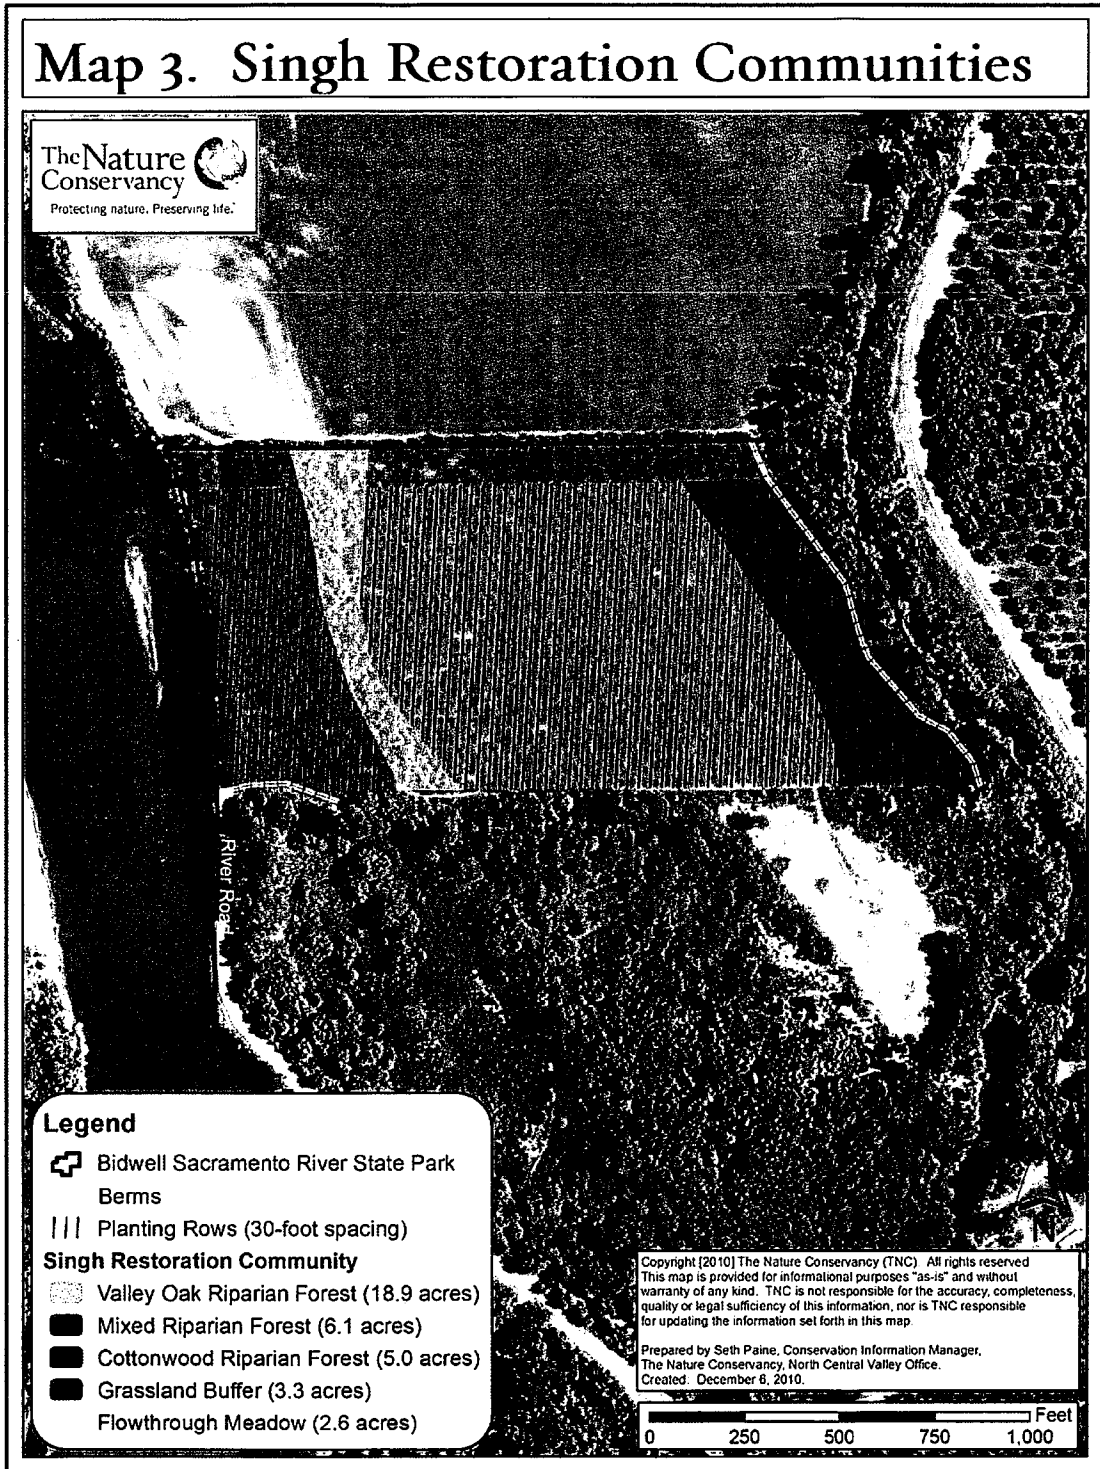 Map 3. Singh Restoration Communities
The Nature
Conservancy
Protecting nature. Preserving life.
River Road
Legend
Bidwell Sacramento River State Park
Berms
Planting Rows (30-foot spacing)
Singh Restoration Community
Valley Oak Riparian Forest (18.9 acres)
Mixed Riparian Forest (6.1 acres)
Cottonwood Riparian Forest (5.0 acres)
Grassland Buffer (3.3 acres)
Flowthrough Meadow (2.6 acres)
N
Copyright [2010] The Nature Conservancy (TNC) All rights reserved
This map is provided for informational purposes "as-is" and without
warranty of any kind. TNC is not responsible for the accuracy, completeness,
quality or legal sufficiency of this information, nor is TNC responsible
for updating the information set forth in this map.
Prepared by Seth Paine, Conservation Information Manager,
The Nature Conservancy, North Central Valley Office.
Created: December 6, 2010.
Feet
0 250 500 750 1,000